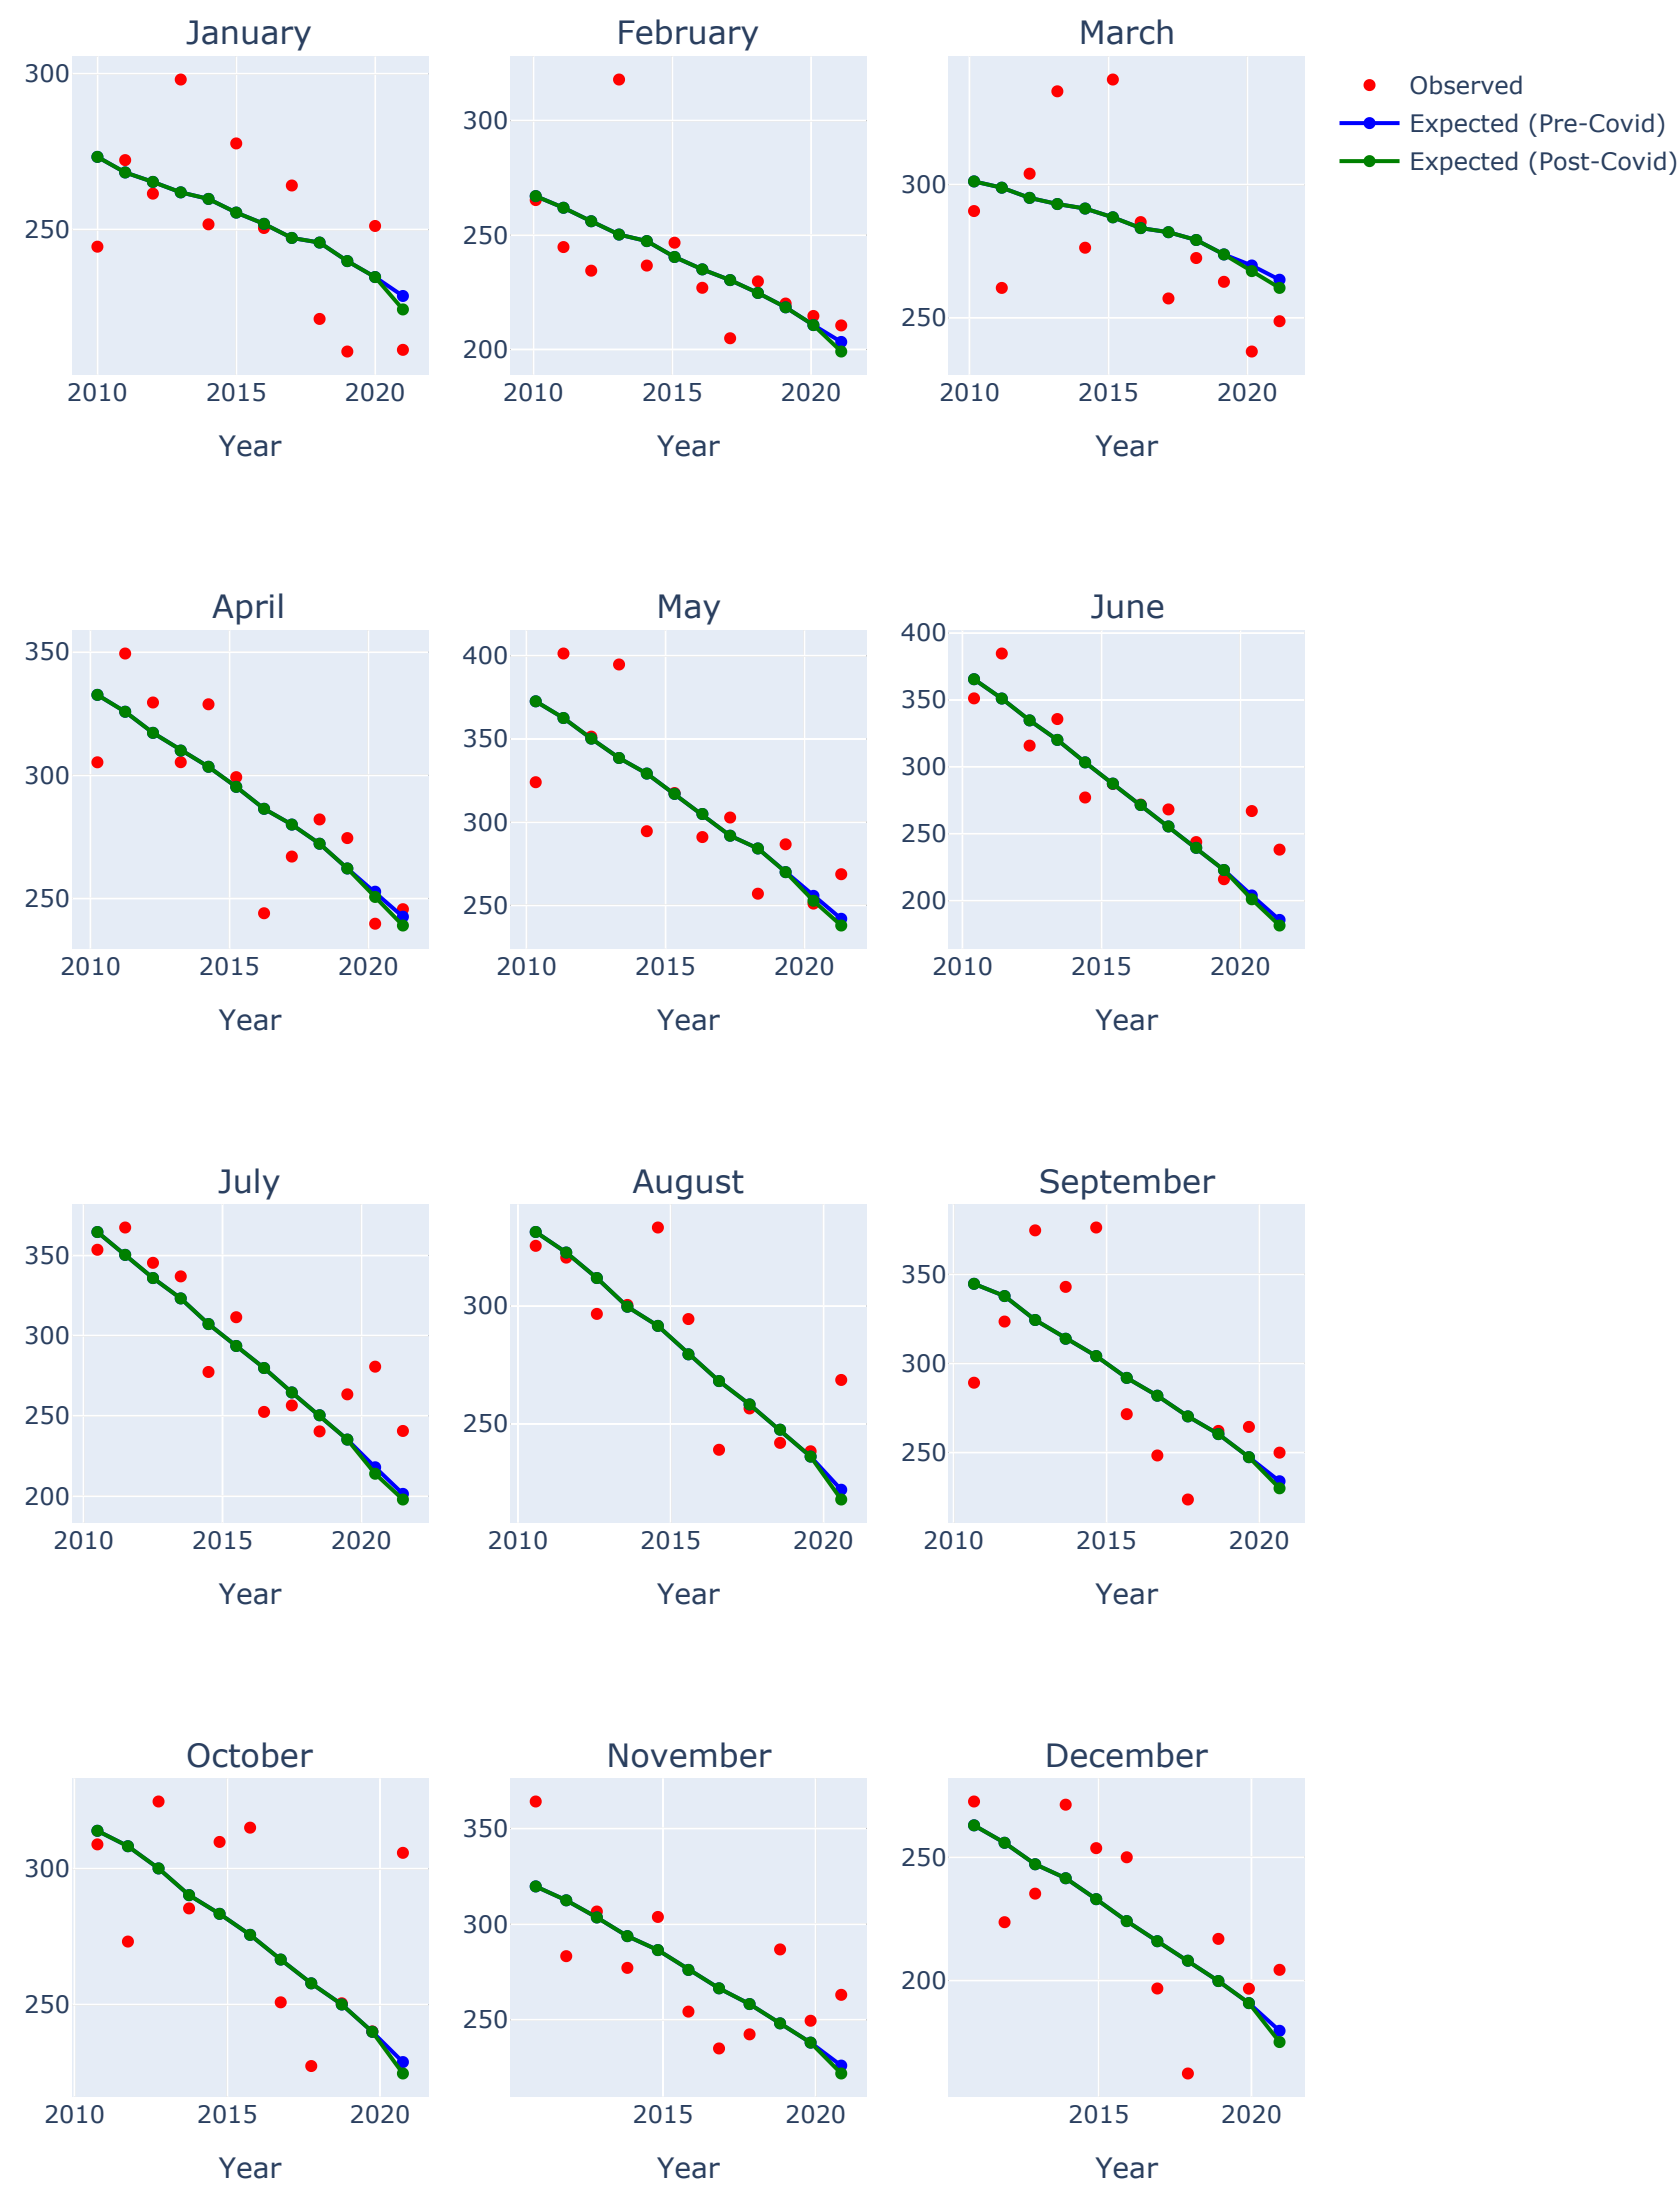 January
February
March
Observed
Expected (Pre-Covid)
Expected (Post-Covid)
300
250
2010
2015
2020
Year
300
250
200
2010
2015
2020
Year
300
250
2010
2015
2020
Year
April
May
June
350
300
250
2010
2015
2020
Year
400
350
300
250
2010
2015
2020
Year
400
350
300
250
200
2010
2015
2020
Year
July
August
September
350
300
250
200
2010
2015
2020
Year
300
250
2010
2015
2020
Year
350
300
250
2010
2015
2020
Year
October
November
December
300
250
2010
2015
2020
Year
350
300
250
2015
2020
Year
250
200
2015
2020
Year